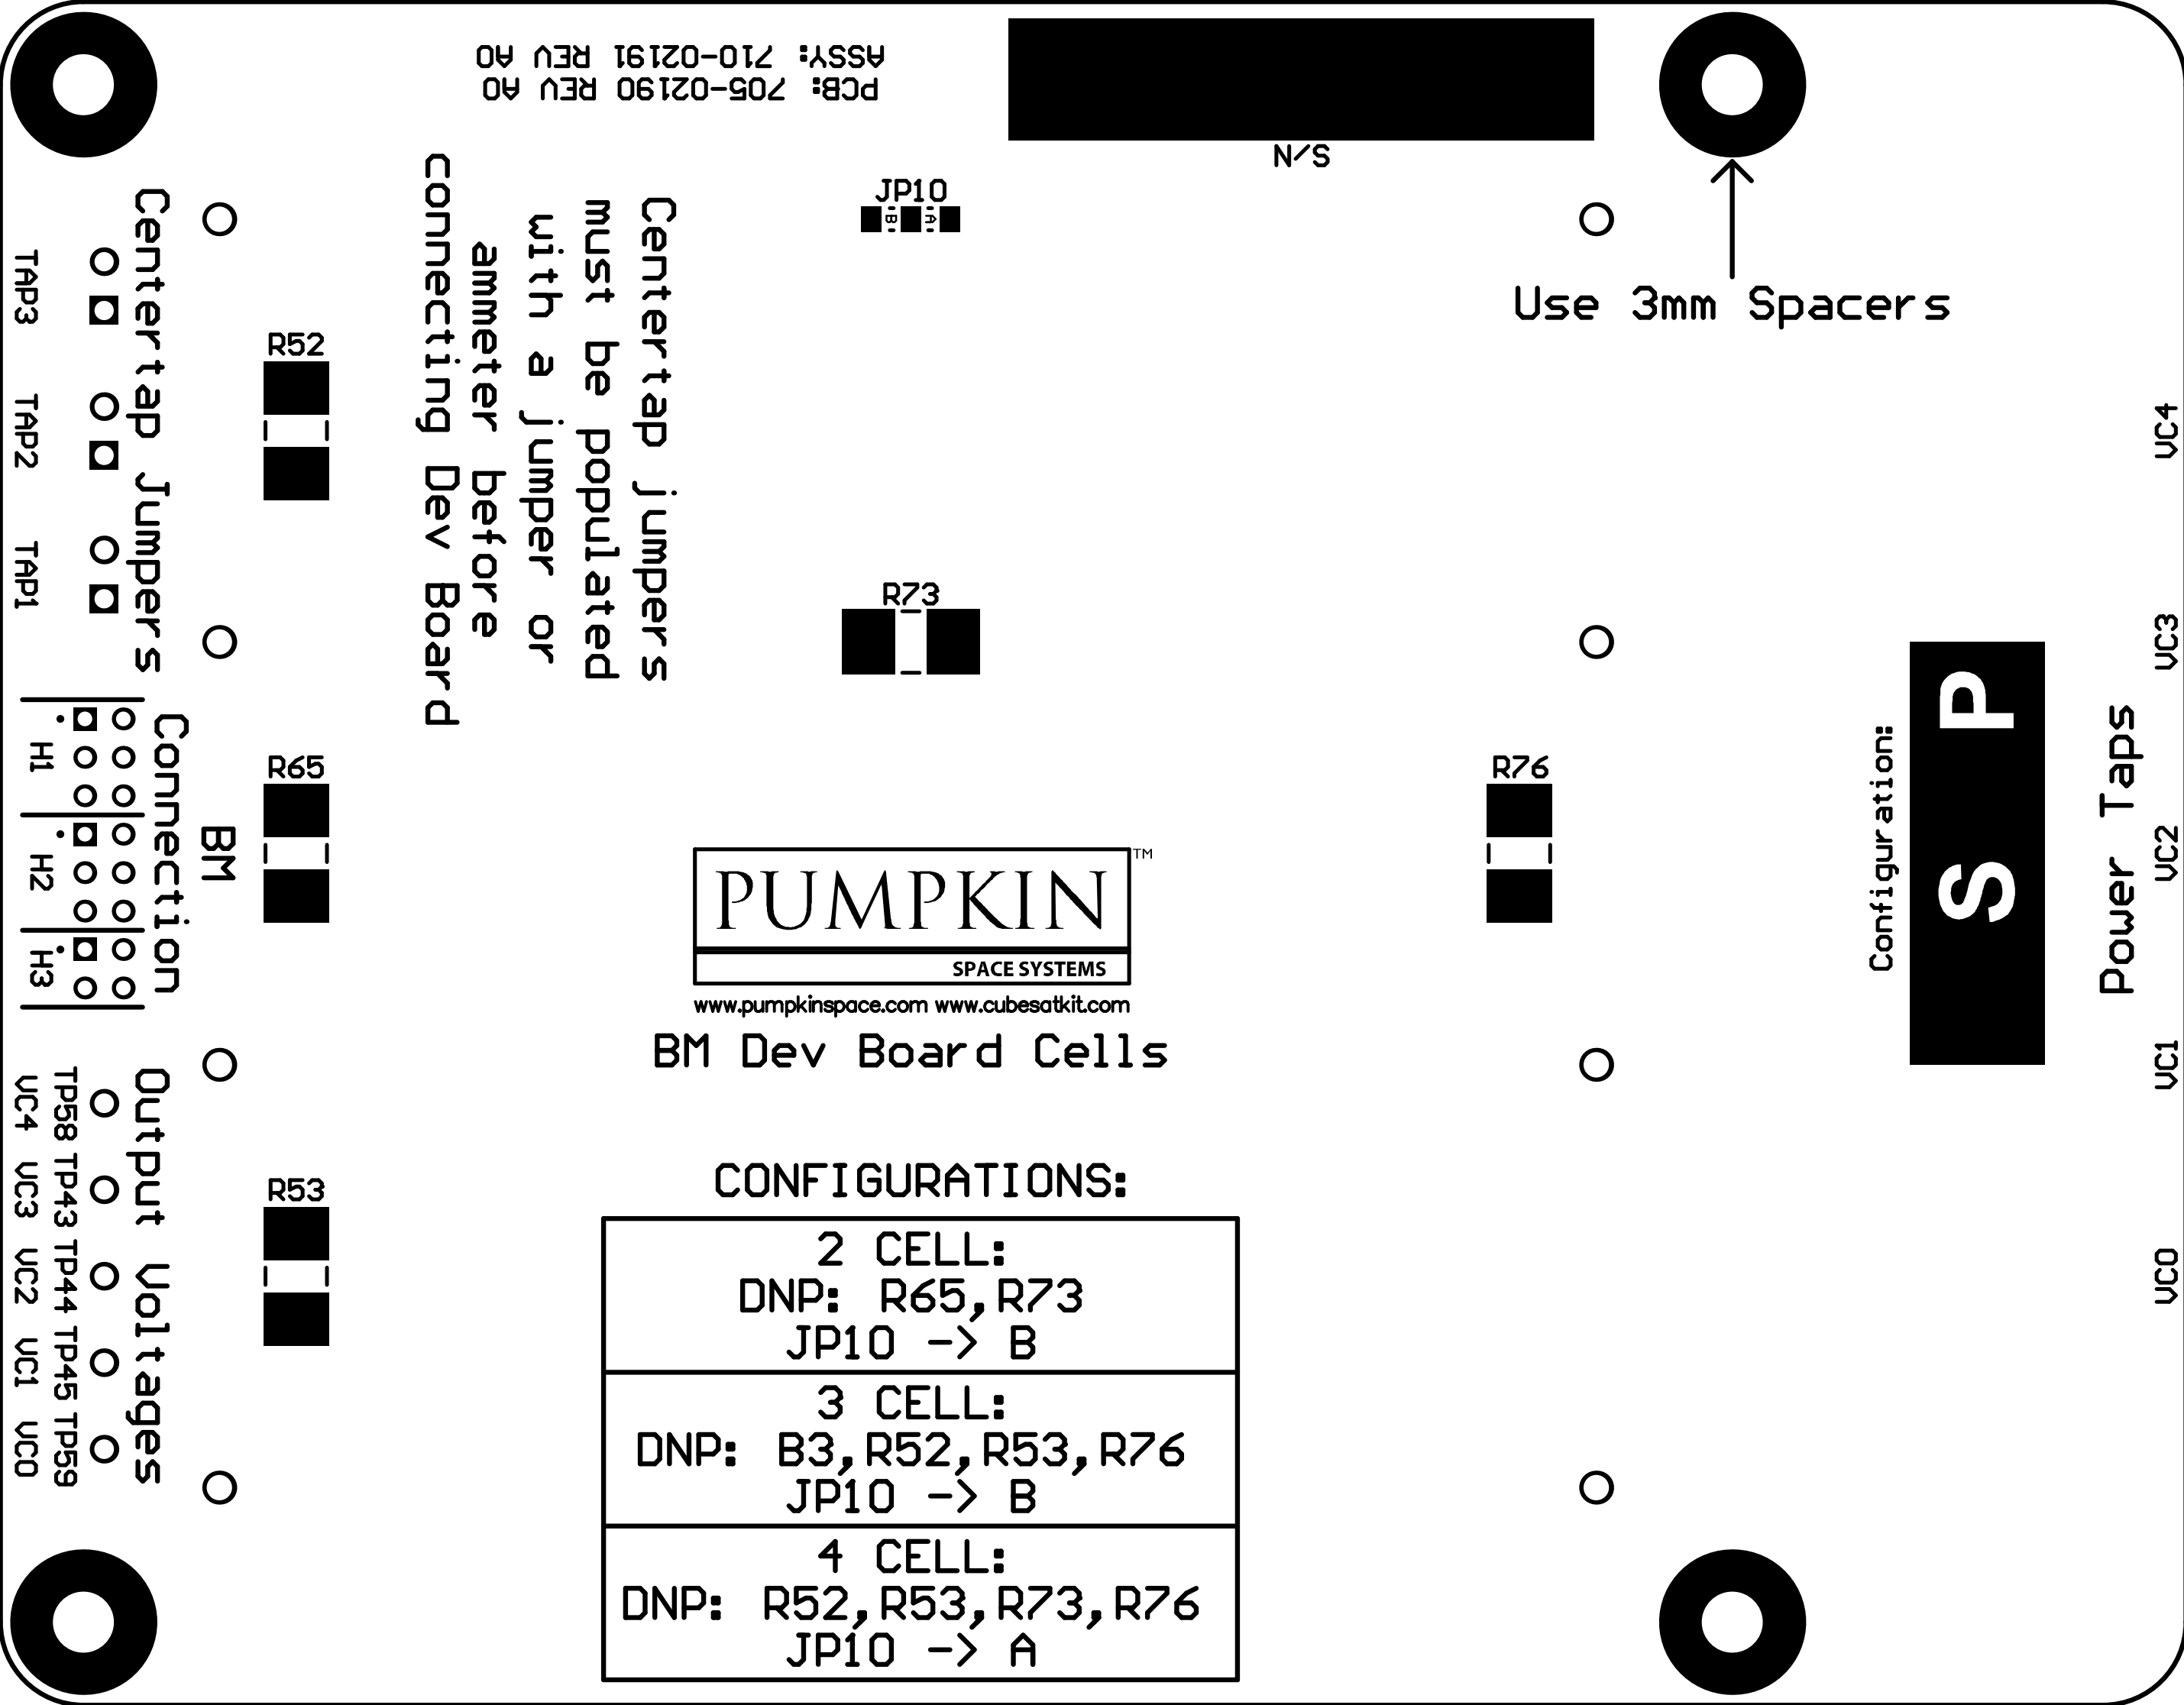 ASSY: 710-02191 REV A0
PCB: 705-02190 REV A0
S/N
JP10
B
A
Use 3mm Spacers
Centertap Jumpers
TAP3
TAP2
TAP1
R52
Centertap jumpers
must be populated
with a jumper or
ammeter before
connecting Dev Board
R73
R65
R76
R53
BM
Connection
H1
H2
H3
PUMPKIN™
SPACE SYSTEMS
www.pumpkinspace.com www.cubesatkit.com
BM Dev Board Cells
Configuration:
S P
Power Taps
VC4
VC3
VC2
VC1
VC0
Output Voltages
TP58 TP43 TP44 TP45 TP59
VC4 VC3 VC2 VC1 VC0
CONFIGURATIONS:
2 CELL:
DNP: R65,R73
JP10 -> B
3 CELL:
DNP: B3,R52,R53,R76
JP10 -> B
4 CELL:
DNP: R52,R53,R73,R76
JP10 -> A